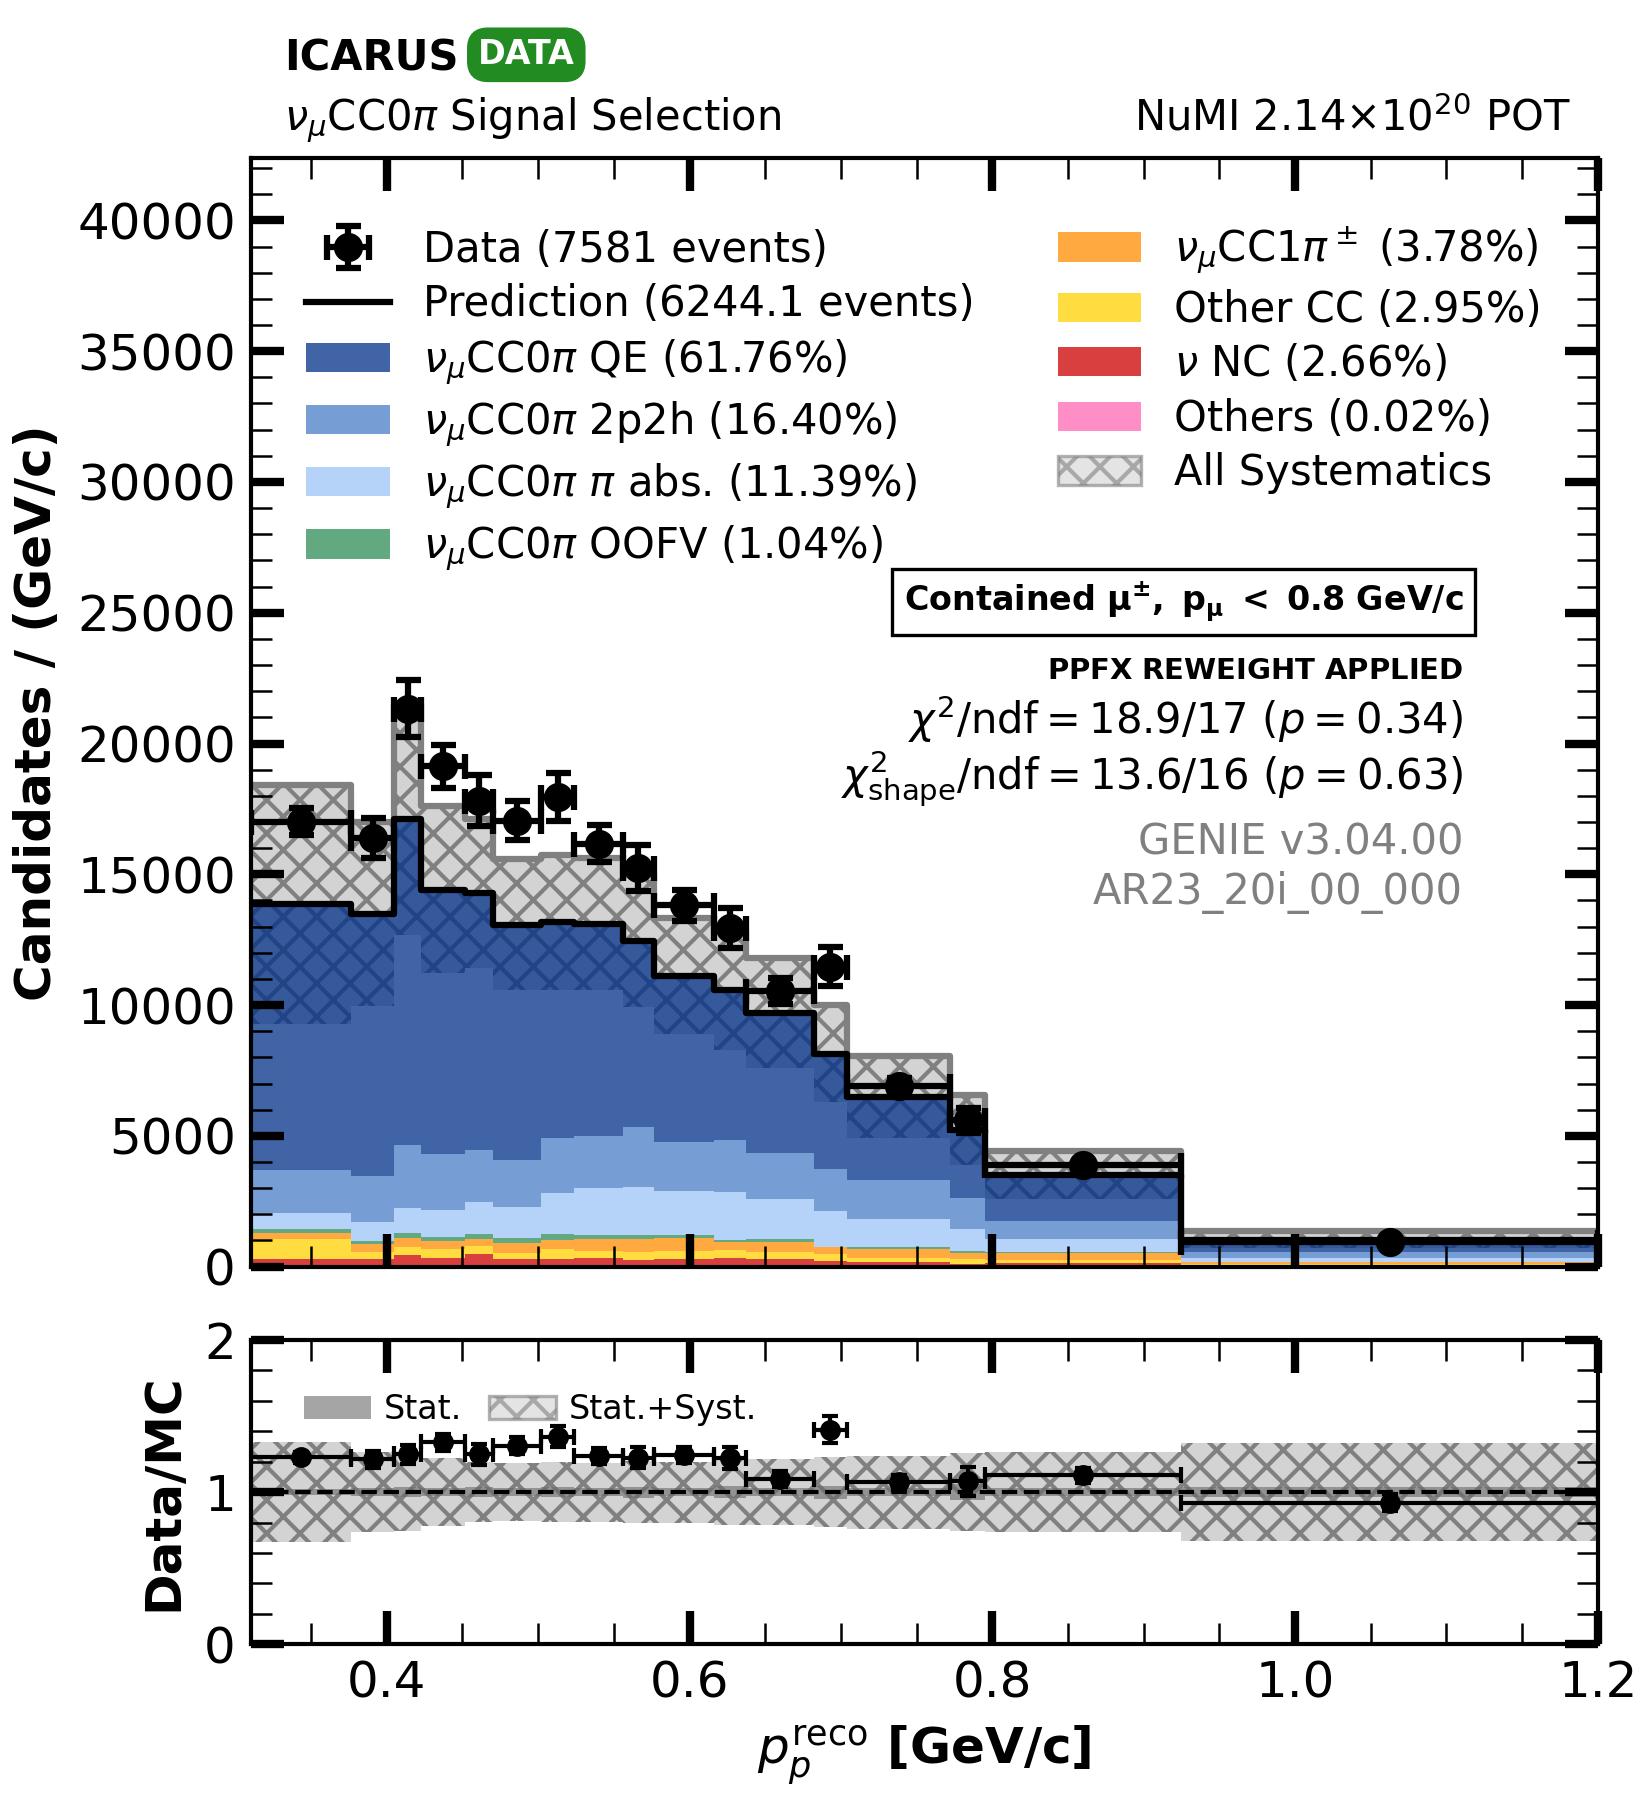 ICARUS DATA
νμCC0π Signal Selection NuMI 2.14×10²⁰ POT
40000
35000
30000
25000
20000
15000
10000
5000
0
Candidates / (GeV/c)
Data (7581 events)
Prediction (6244.1 events)
νμCC0π QE (61.76%)
νμCC0π 2p2h (16.40%)
νμCC0π π abs. (11.39%)
νμCC0π OOFV (1.04%)
νμCC1π± (3.78%)
Other CC (2.95%)
ν NC (2.66%)
Others (0.02%)
All Systematics
Contained μ±, pμ < 0.8 GeV/c
PPFX REWEIGHT APPLIED
χ²/ndf = 18.9/17 (p = 0.34)
χ²shape/ndf = 13.6/16 (p = 0.63)
GENIE v3.04.00
AR23_20i_00_000
2
1
0
Data/MC
Stat. Stat.+Syst.
0.4 0.6 0.8 1.0 1.2
pₚreco [GeV/c]